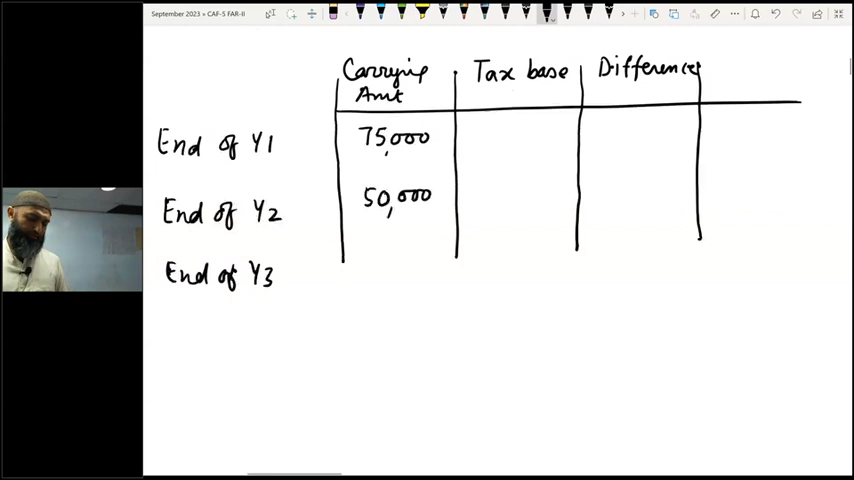 September 2023 » CAF-5 FAR-II
Carrying Amt Tax base Differences
End of Y1 75,000
End of Y2 50,000
End of Y3